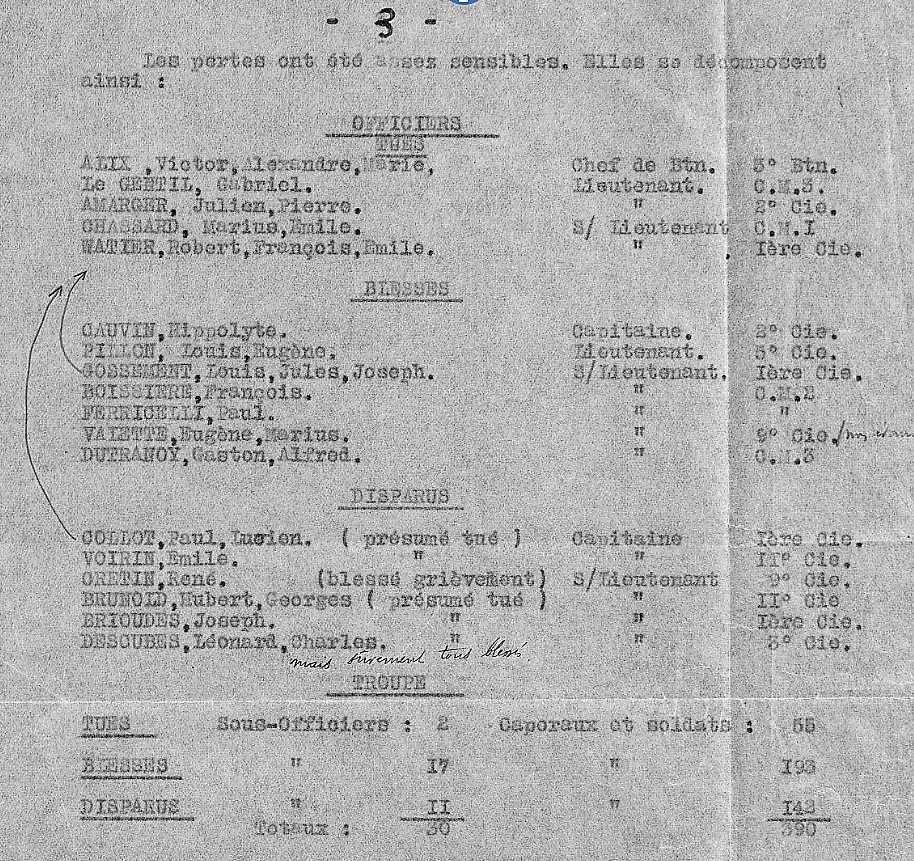 - 3 -
Les pertes ont été assez sensibles. Elles se décomposent
ainsi :
OFFICIERS
TUES
ALIX ,Victor,Alexandre,Marie, Chef de Btn. 3° Btn.
Le GENTIL, Gabriel. Lieutenant. C.M.3.
AMARGER, Julien,Pierre. " 2° Cie.
CHASSARD, Marius,Emile. S/ Lieutenant C.M.I
WATIER,Robert,François,Emile. " Ière Cie.
BLESSES
CAUVIN,Hippolyte. Capitaine. 2° Cie.
PILLON, Louis,Eugène. Lieutenant. 5° Cie.
GOSSEMENT,Louis,Jules,Joseph. S/Lieutenant. Ière Cie.
BOISSIERE,François. " C.M.2
FERRICELLI,Paul. " "
VALETTE,Eugène,Marius. " 9° Cie.
DUFRANOY,Gaston,Alfred. " C.M.3
DISPARUS
COLLOT,Paul,Lucien. ( présumé tué ) Capitaine Ière Cie.
VOIRIN,Emile. " " II° Cie.
CRETIN,René. (blessé grièvement) S/Lieutenant 9° Cie.
BRUNOLD,Hubert,Georges ( présumé tué ) " II° Cie
BRIOUDES,Joseph. " " Ière Cie.
DESCUBES,Léonard,Charles. " " 3° Cie.
mais surement tous blessés.
TROUPE
TUES Sous-Officiers : 2 Caporaux et soldats : 55
BLESSES " 17 " 193
DISPARUS " II " 142
Totaux : 30 390